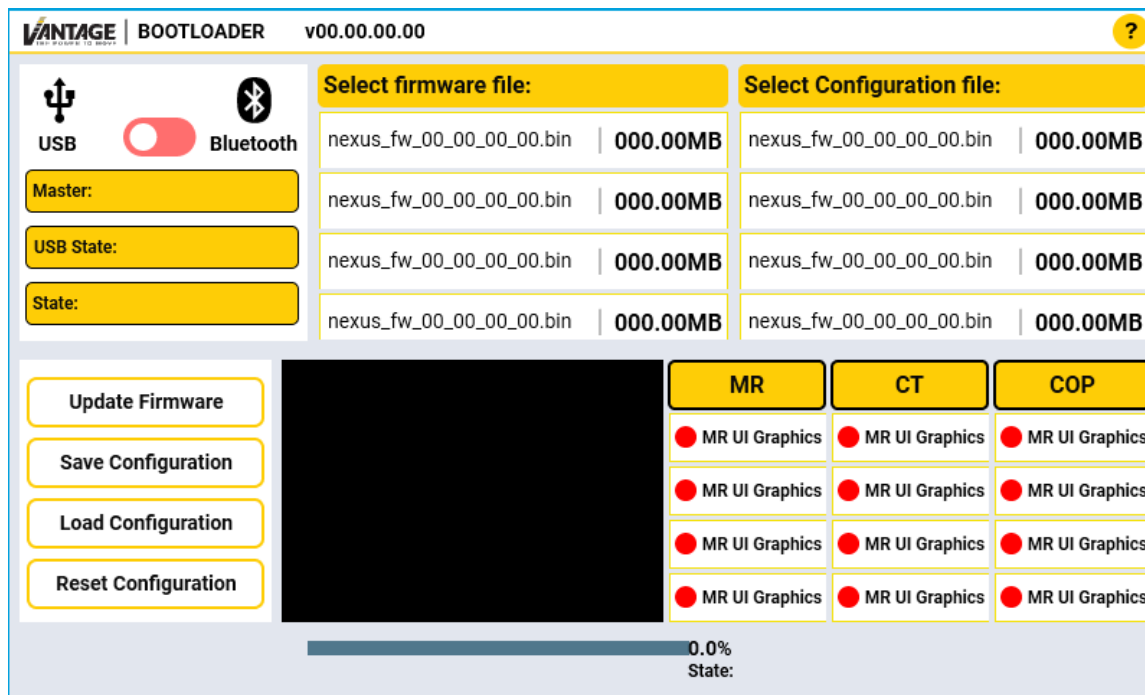 VANTAGE | BOOTLOADER v00.00.00.00 ?
USB
Bluetooth
Master:
USB State:
State:
Select firmware file:
nexus_fw_00_00_00_00.bin | 000.00MB
nexus_fw_00_00_00_00.bin | 000.00MB
nexus_fw_00_00_00_00.bin | 000.00MB
nexus_fw_00_00_00_00.bin | 000.00MB
Select Configuration file:
nexus_fw_00_00_00_00.bin | 000.00MB
nexus_fw_00_00_00_00.bin | 000.00MB
nexus_fw_00_00_00_00.bin | 000.00MB
nexus_fw_00_00_00_00.bin | 000.00MB
Update Firmware
Save Configuration
Load Configuration
Reset Configuration
MR
MR UI Graphics
MR UI Graphics
MR UI Graphics
MR UI Graphics
CT
MR UI Graphics
MR UI Graphics
MR UI Graphics
MR UI Graphics
COP
MR UI Graphics
MR UI Graphics
MR UI Graphics
MR UI Graphics
0.0%
State: